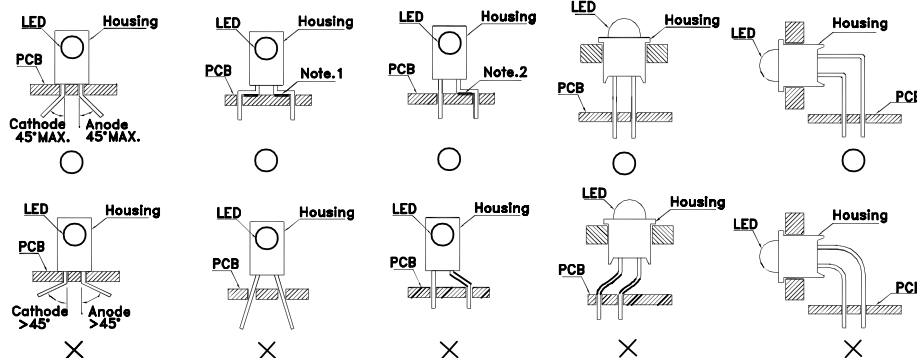 LED Housing
PCB
Cathode Anode
45°MAX. 45°MAX.
LED Housing
PCB Note.1
LED Housing
PCB Note.2
LED Housing
PCB
LED Housing
PCB
LED Housing
PCB
Cathode Anode
>45° >45°
LED Housing
PCB
LED Housing
PCB
LED Housing
PCB
LED Housing
PCB